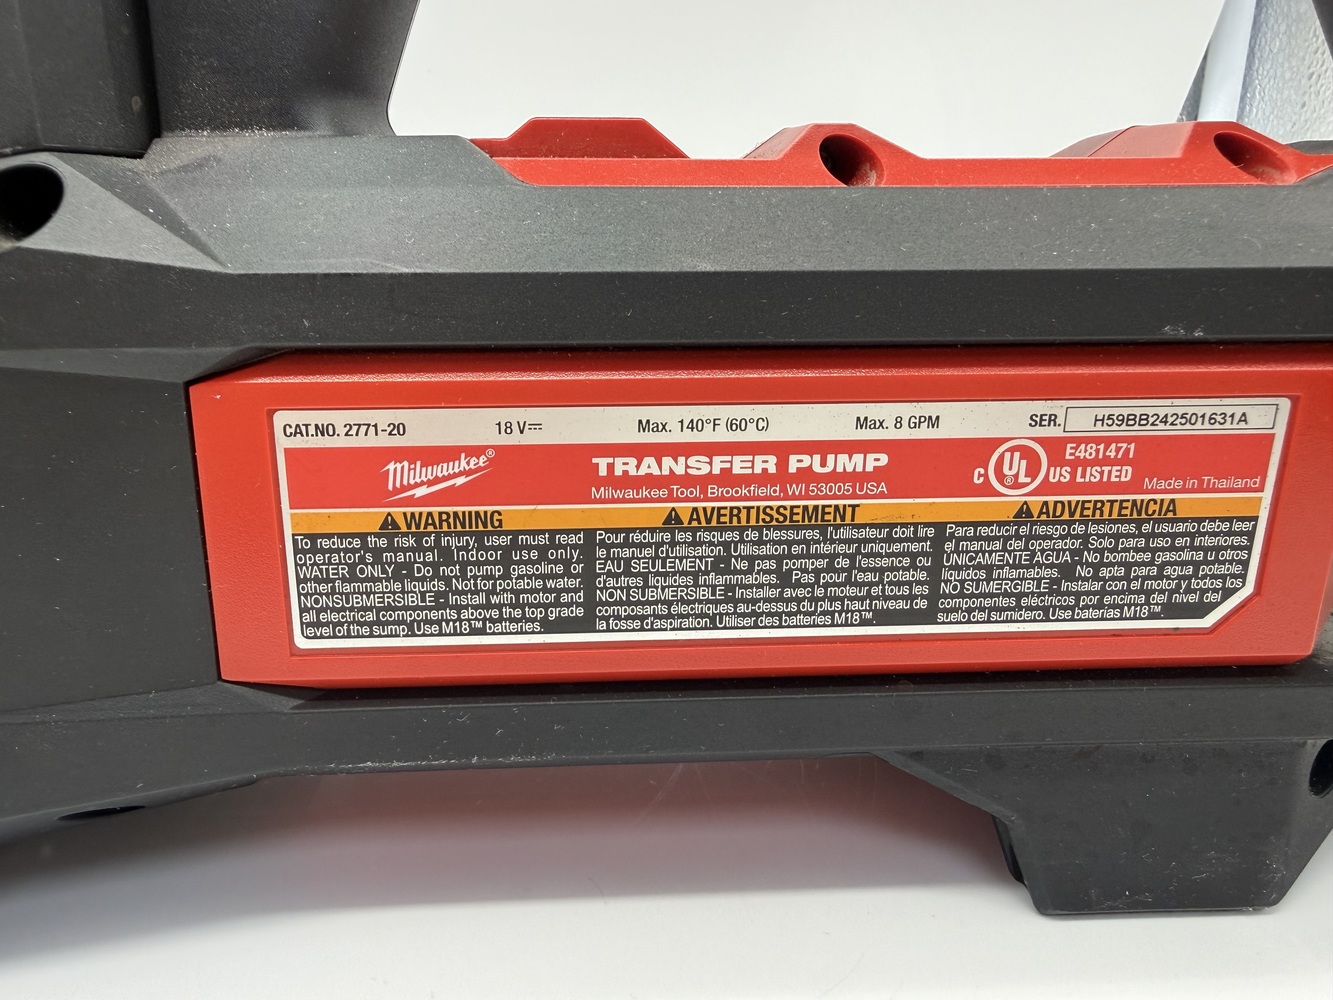 CAT.NO. 2771-20 18 V⎓ Max. 140°F (60°C) Max. 8 GPM SER. H59BB242501631A
Milwaukee®
TRANSFER PUMP
Milwaukee Tool, Brookfield, WI 53005 USA
C UL® US LISTED
E481471
Made in Thailand
⚠WARNING
To reduce the risk of injury, user must read
operator's manual. Indoor use only.
WATER ONLY - Do not pump gasoline or
other flammable liquids. Not for potable water.
NONSUBMERSIBLE - Install with motor and
all electrical components above the top grade
level of the sump. Use M18™ batteries.
⚠AVERTISSEMENT
Pour réduire les risques de blessures, l'utilisateur doit lire
le manuel d'utilisation. Utilisation en intérieur uniquement.
EAU SEULEMENT - Ne pas pomper de l'essence ou
d'autres liquides inflammables. Pas pour l'eau potable.
NON SUBMERSIBLE - Installer avec le moteur et tous les
composants électriques au-dessus du plus haut niveau de
la fosse d'aspiration. Utiliser des batteries M18™.
⚠ADVERTENCIA
Para reducir el riesgo de lesiones, el usuario debe leer
el manual del operador. Solo para uso en interiores.
ÚNICAMENTE AGUA - No bombee gasolina u otros
líquidos inflamables. No apta para agua potable.
NO SUMERGIBLE - Instalar con el motor y todos los
componentes eléctricos por encima del nivel del
suelo del sumidero. Use baterías M18™.